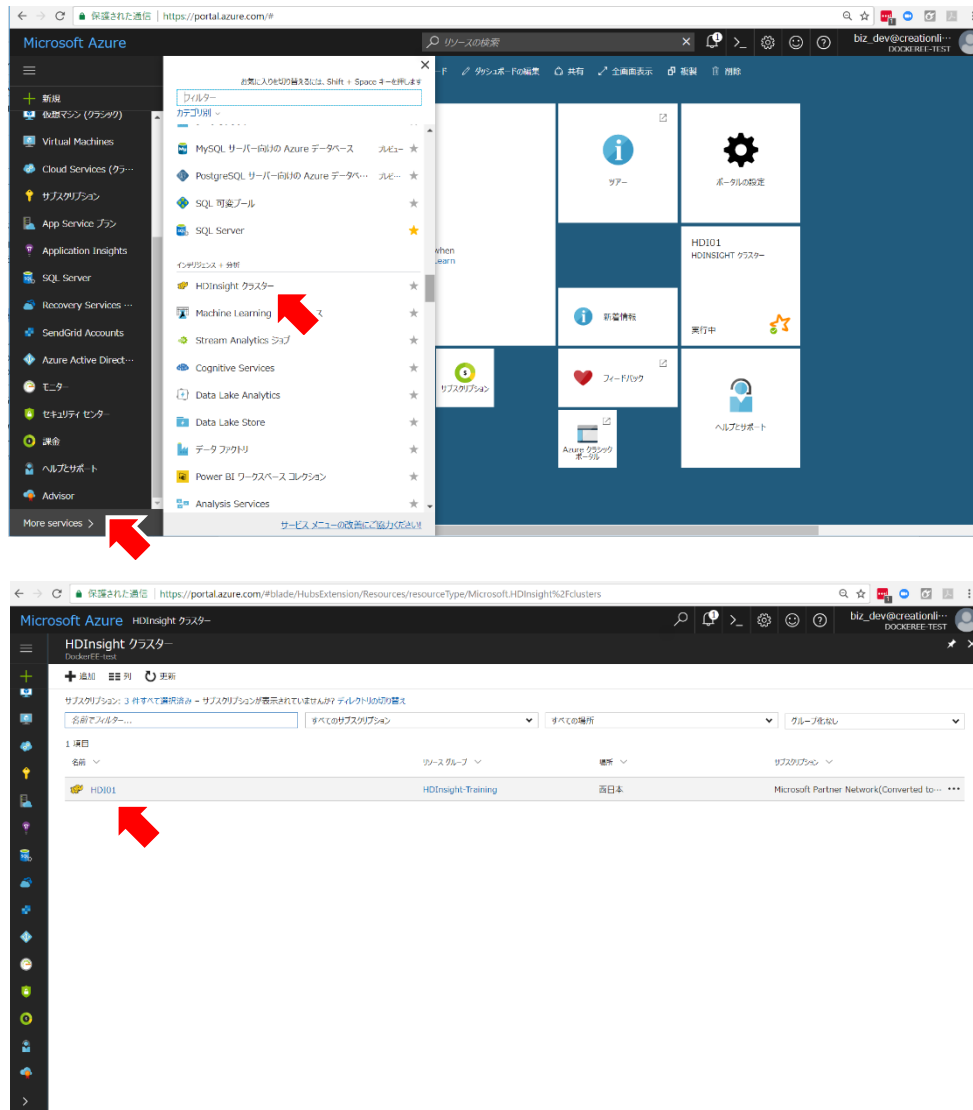 保護された通信 | https://portal.azure.com/#
Microsoft Azure
リソースの検索
biz_dev@creationli…
DOCKEREE-TEST
お気に入りを切り替えるには、Shift + Space キーを押します
ード ダッシュボードの編集 共有 全画面表示 複製 削除
新規
フィルター
カテゴリ別
仮想マシン (クラシック)
Virtual Machines
Cloud Services (クラ…
サブスクリプション
App Service プラン
Application Insights
SQL Server
Recovery Services …
SendGrid Accounts
Azure Active Direct…
モニター
セキュリティ センター
課金
ヘルプとサポート
Advisor
More services >
MySQL サーバー向けの Azure データベース プレビュー
PostgreSQL サーバー向けの Azure データベ… プレビ…
SQL 可変プール
SQL Server
インテリジェンス + 分析
HDInsight クラスター
Machine Learning
ス
Stream Analytics ジョブ
Cognitive Services
Data Lake Analytics
Data Lake Store
データ ファクトリ
Power BI ワークスペース コレクション
Analysis Services
サービス メニューの改善にご協力ください!
when
Learn
ツアー
ポータルの設定
HDI01
HDINSIGHT クラスター
実行中
新着情報
サブスクリプション
フィードバック
Azure クラシック
ポータル
ヘルプとサポート
保護された通信 | https://portal.azure.com/#blade/HubsExtension/Resources/resourceType/Microsoft.HDInsight%2Fclusters
Microsoft Azure HDInsight クラスター
biz_dev@creationli…
DOCKEREE-TEST
HDInsight クラスター
DockerEE-test
追加 列 更新
サブスクリプション: 3 件すべて選択済み – サブスクリプションが表示されていませんか? ディレクトリの切り替え
名前でフィルター... すべてのサブスクリプション すべての場所 グループ化なし
1 項目
名前 リソース グループ 場所 サブスクリプション
HDI01 HDInsight-Training 西日本 Microsoft Partner Network(Converted to…